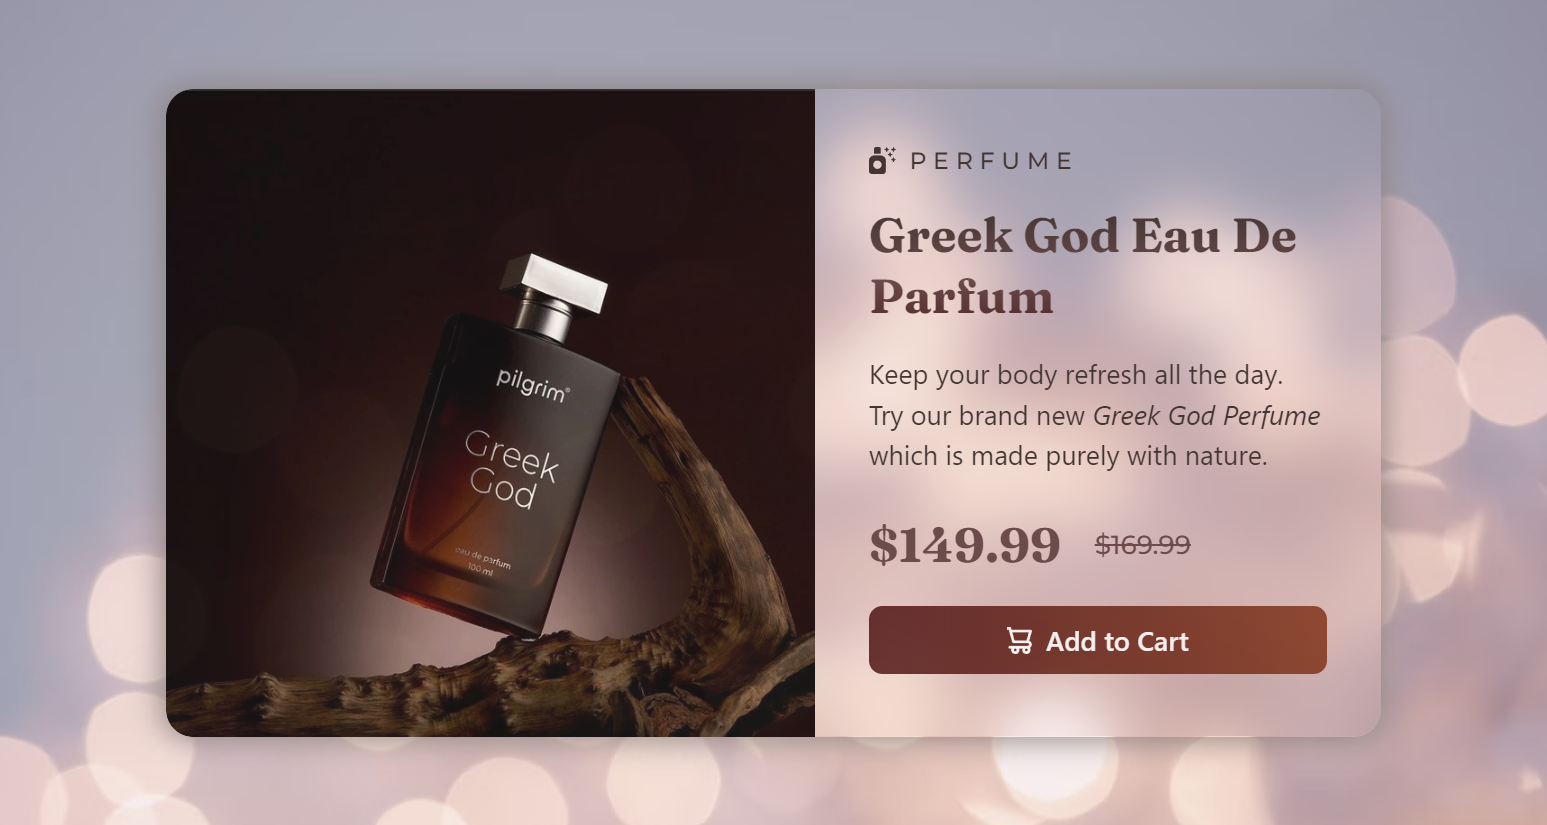 pilgrim®
Greek
God
eau de parfum
100 ml
PERFUME
Greek God Eau De
Parfum
Keep your body refresh all the day.
Try our brand new Greek God Perfume
which is made purely with nature.
$149.99 $169.99
Add to Cart